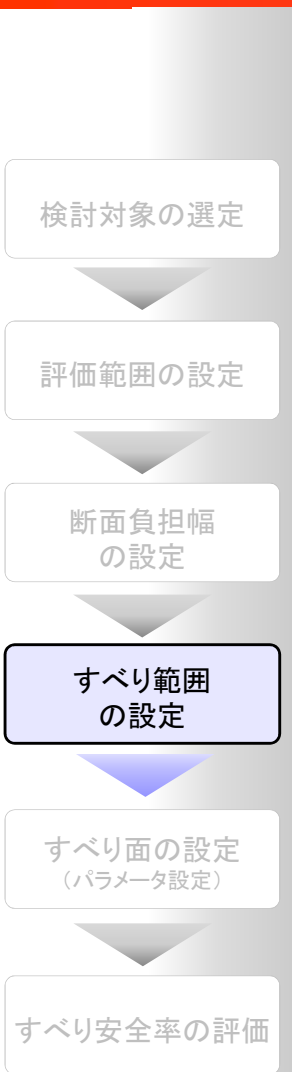 検討対象の選定
評価範囲の設定
断面負担幅
の設定
すべり範囲
の設定
すべり面の設定
（パラメータ設定）
すべり安全率の評価